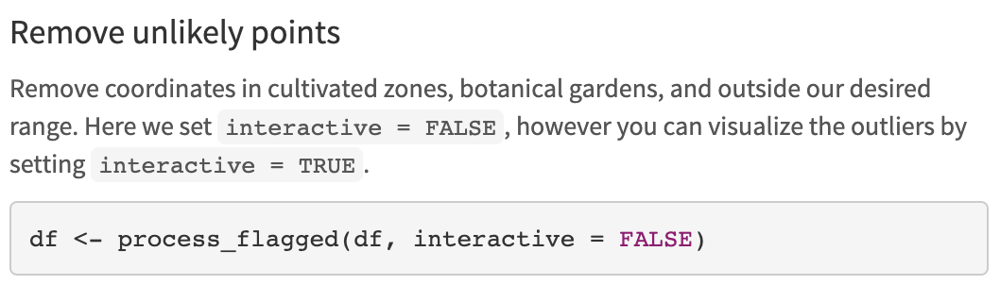 Remove unlikely points
Remove coordinates in cultivated zones, botanical gardens, and outside our desired
range. Here we set interactive = FALSE, however you can visualize the outliers by
setting interactive = TRUE.
df <- process_flagged(df, interactive = FALSE)